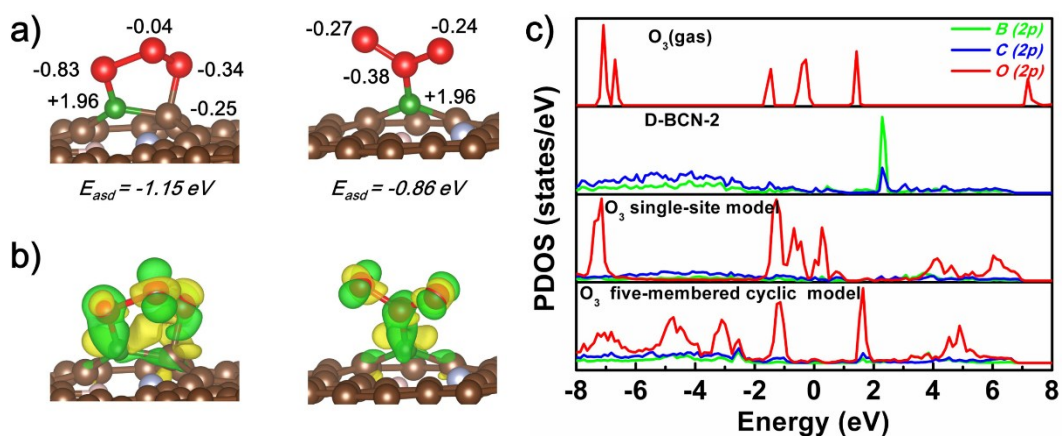 a)
-0.04
-0.83
-0.34
+1.96
-0.25
E_asd = -1.15 eV
-0.27
-0.24
-0.38
+1.96
E_asd = -0.86 eV
b)
c)
B (2p)
C (2p)
O (2p)
O₃(gas)
D-BCN-2
O₃ single-site model
O₃ five-membered cyclic model
PDOS (states/eV)
-8 -6 -4 -2 0 2 4 6 8
Energy (eV)